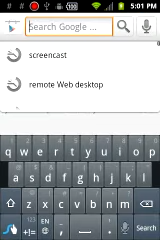 5:01 PM
Search Google ...
screencast
remote Web desktop
q w e r t y u i o p
a s d f g h j k l
z x c v b n m
123 +!= EN @ , . Search